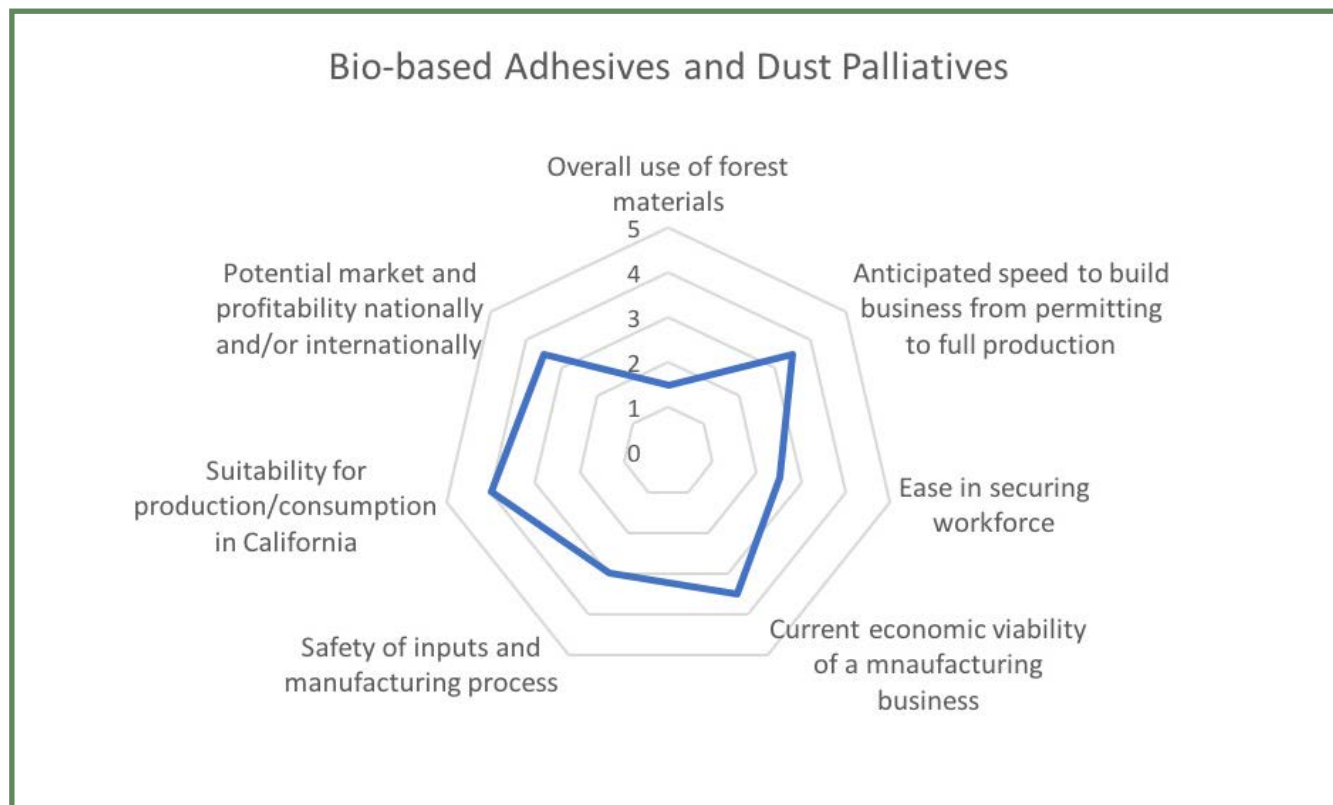 Bio-based Adhesives and Dust Palliatives
Overall use of forest
materials
5
4
3
2
1
0
Anticipated speed to build
business from permitting
to full production
Ease in securing
workforce
Current economic viability
of a mnaufacturing
business
Safety of inputs and
manufacturing process
Suitability for
production/consumption
in California
Potential market and
profitability nationally
and/or internationally